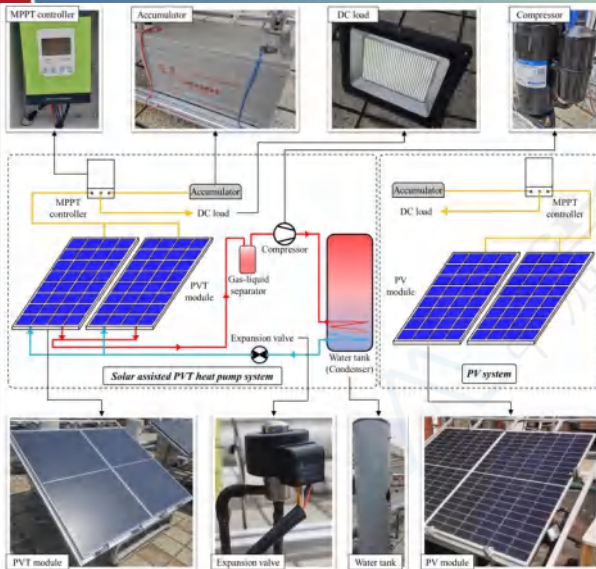 MPPT controller
Accumulator
DC load
Compressor
MPPT
controller
Accumulator
DC load
Compressor
Gas-liquid
separator
PVT
module
Expansion valve
Water tank
(Condenser)
Solar assisted PVT heat pump system
Accumulator
DC load
MPPT
controller
PV
module
PV system
PVT module
Expansion valve
Water tank
PV module